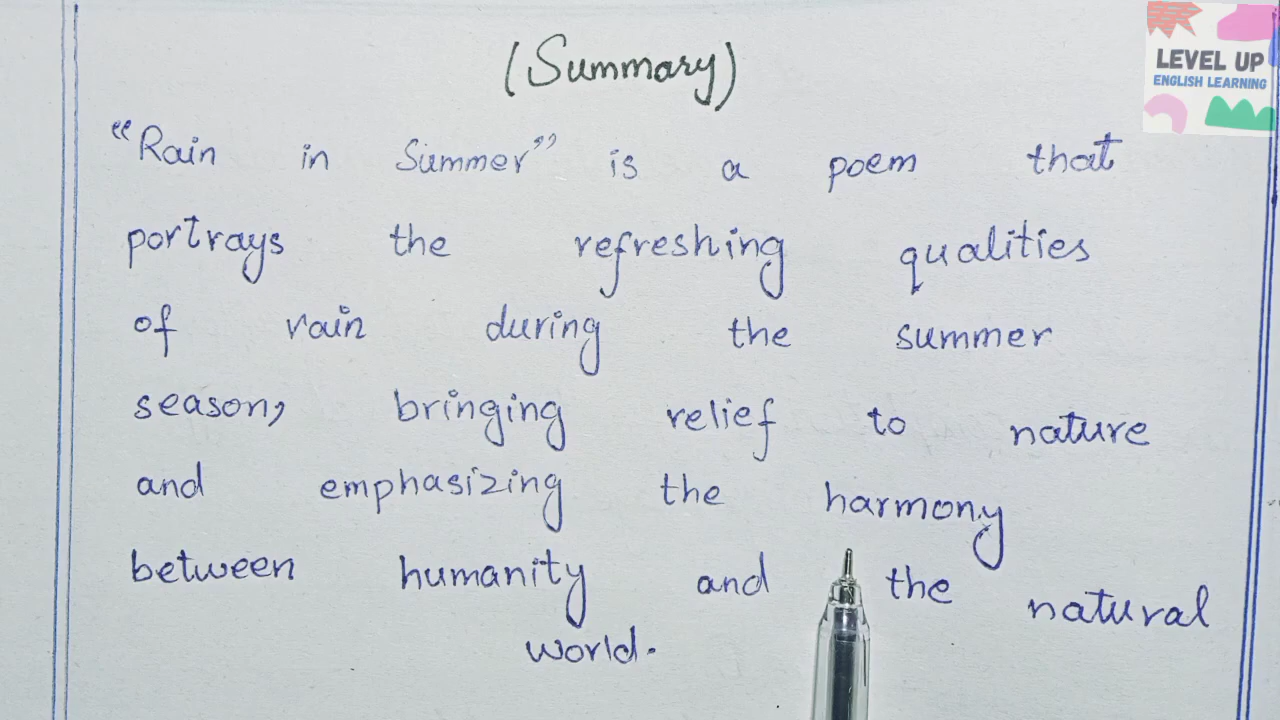 (Summary)
LEVEL UP
ENGLISH LEARNING
"Rain in Summer" is a poem that
portrays the refreshing qualities
of rain during the summer
season, bringing relief to nature
and emphasizing the harmony
between humanity and the natural
world.